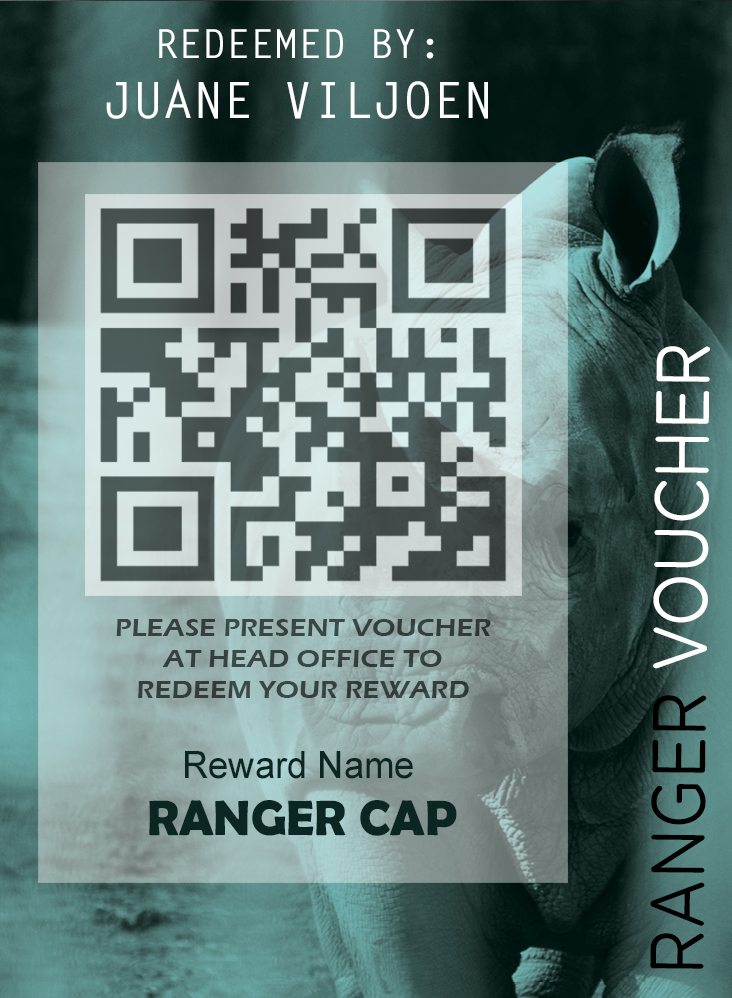 REDEEMED BY:
JUANE VILJOEN
PLEASE PRESENT VOUCHER
AT HEAD OFFICE TO
REDEEM YOUR REWARD
Reward Name
RANGER CAP
RANGER VOUCHER